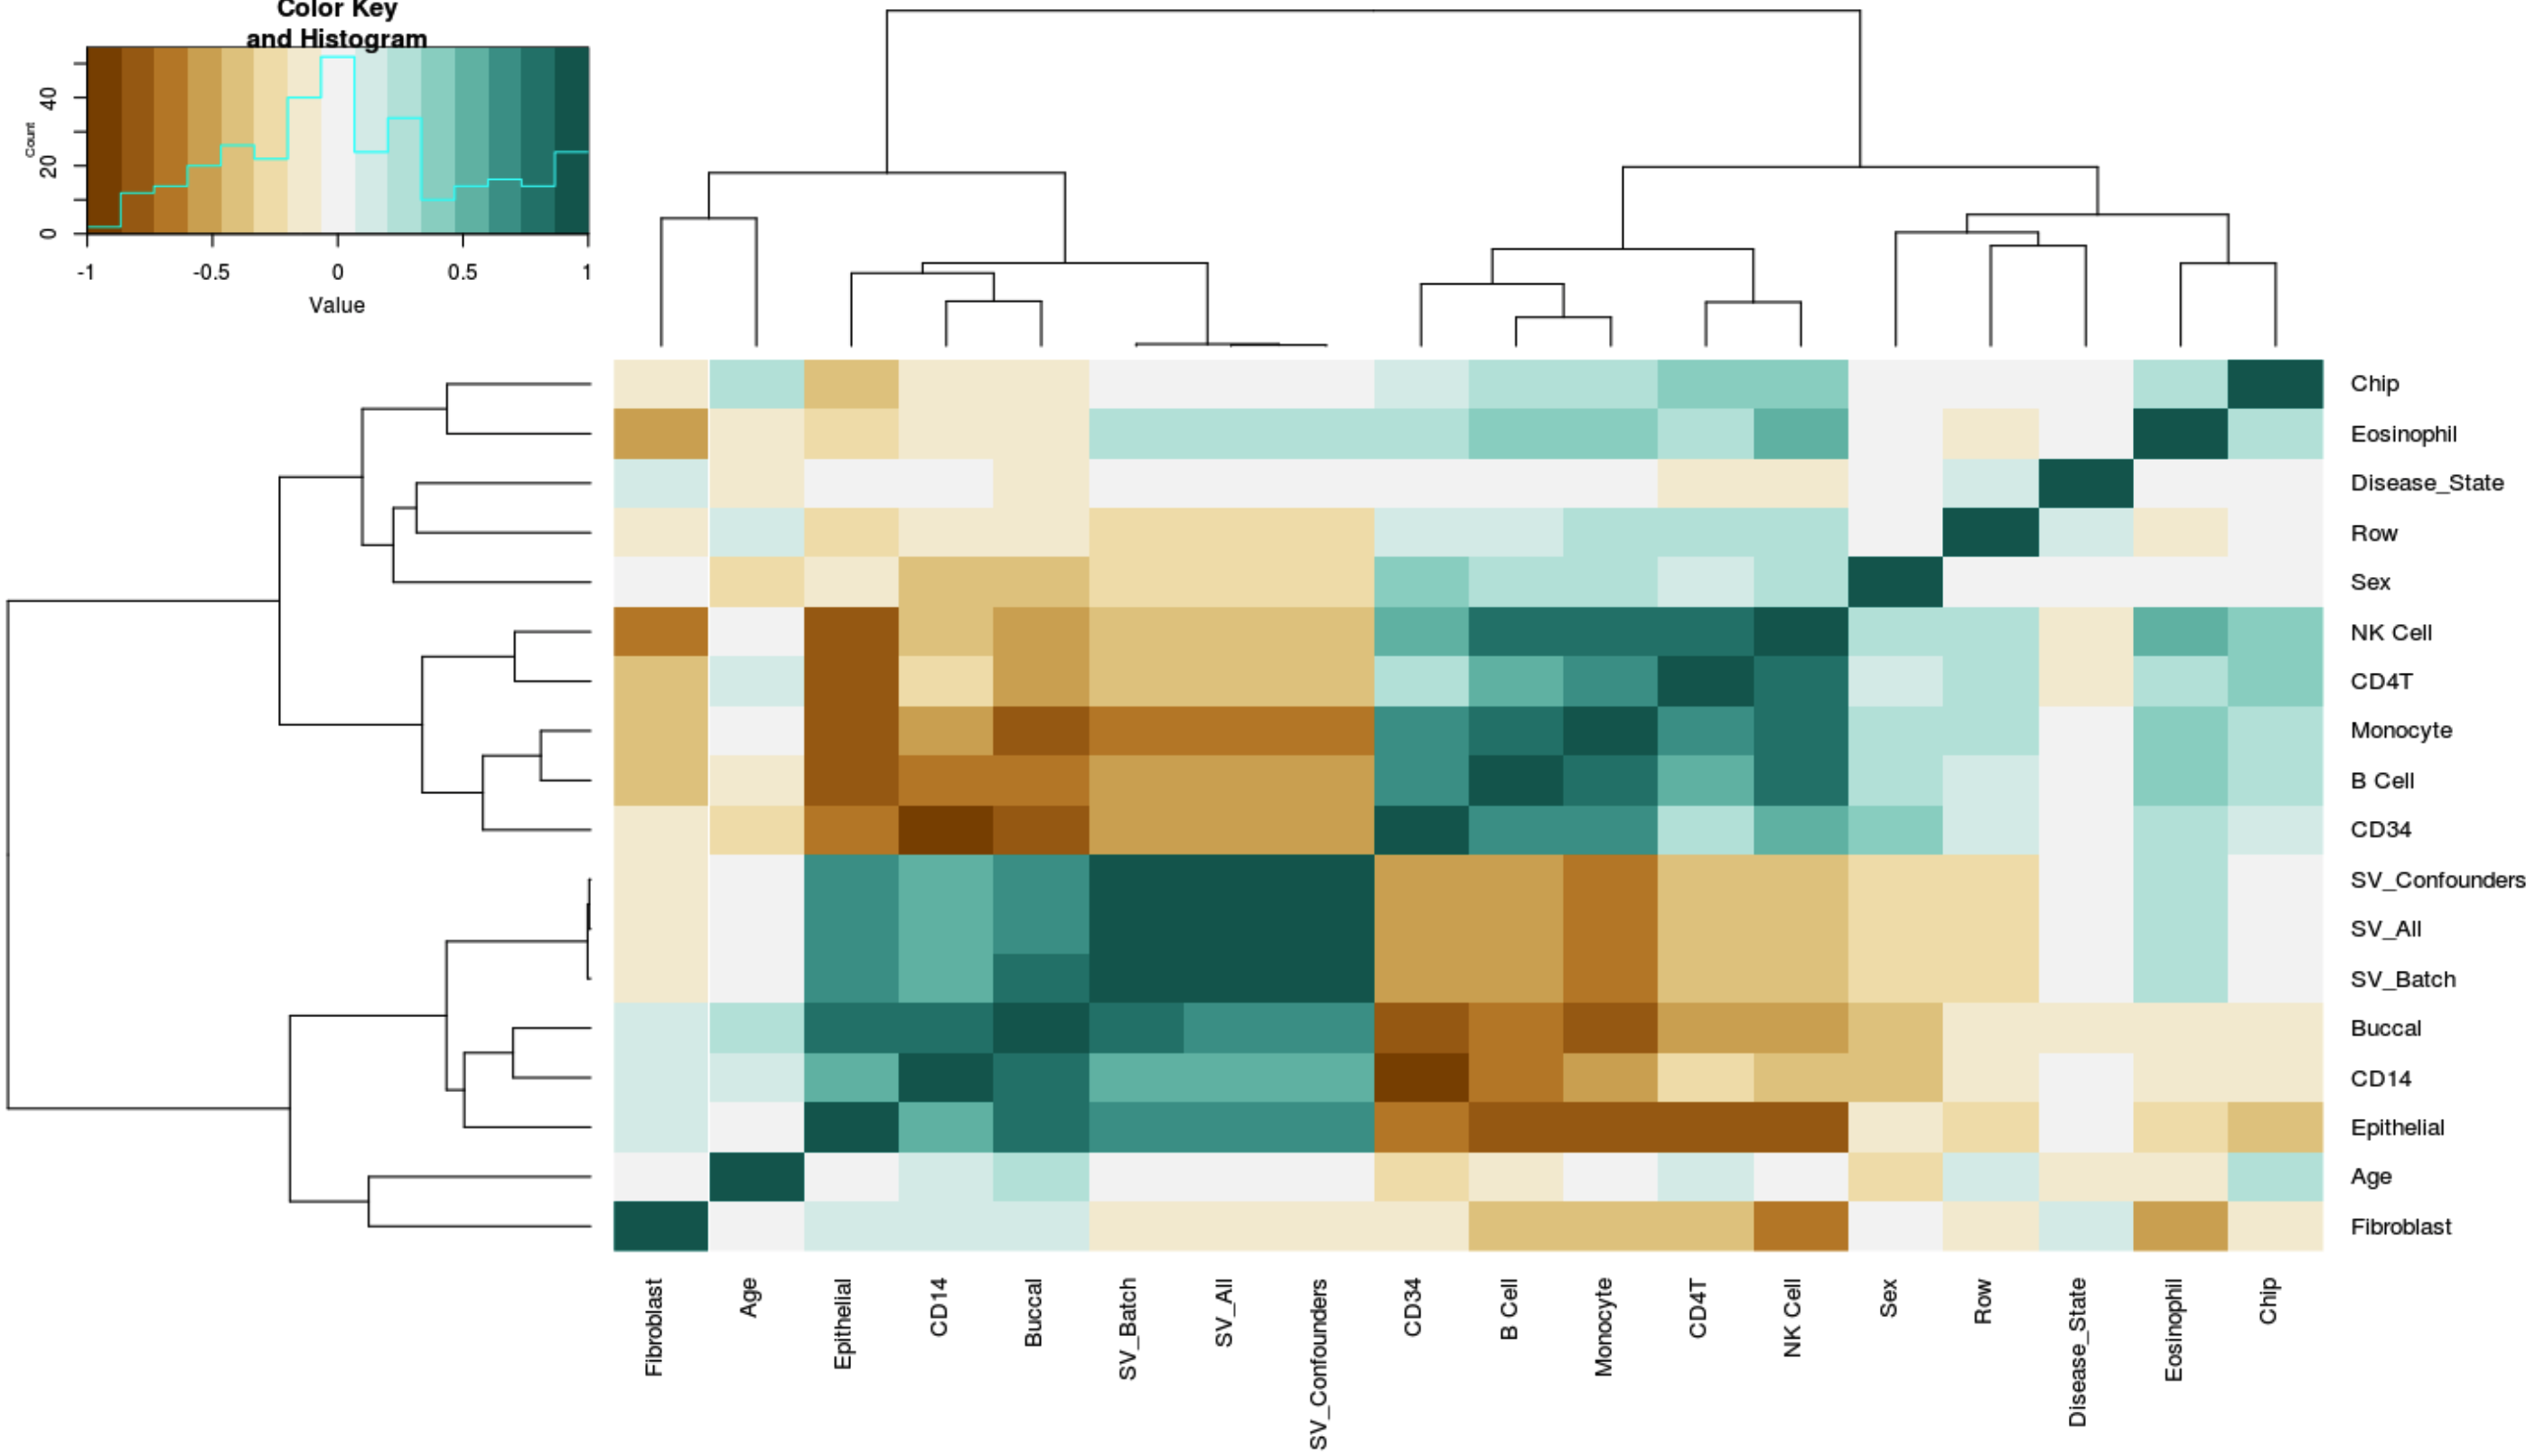 Color Key
and Histogram
Count
0
20
40
-1
-0.5
0
0.5
1
Value
Chip
Eosinophil
Disease_State
Row
Sex
NK Cell
CD4T
Monocyte
B Cell
CD34
SV_Confounders
SV_All
SV_Batch
Buccal
CD14
Epithelial
Age
Fibroblast
Fibroblast
Age
Epithelial
CD14
Buccal
SV_Batch
SV_All
SV_Confounders
CD34
B Cell
Monocyte
CD4T
NK Cell
Sex
Row
Disease_State
Eosinophil
Chip